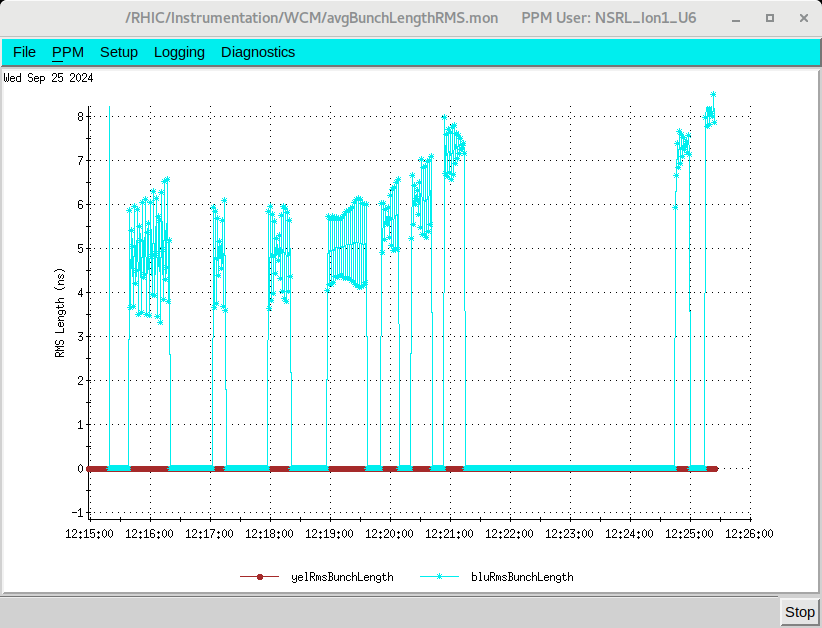 /RHIC/Instrumentation/WCM/avgBunchLengthRMS.mon PPM User: NSRL_Ion1_U6
File PPM Setup Logging Diagnostics
Wed Sep 25 2024
RMS Length (ns)
8
7
6
5
4
3
2
1
0
-1
12:15:00 12:16:00 12:17:00 12:18:00 12:19:00 12:20:00 12:21:00 12:22:00 12:23:00 12:24:00 12:25:00 12:26:00
yelRmsBunchLength bluRmsBunchLength
Stop